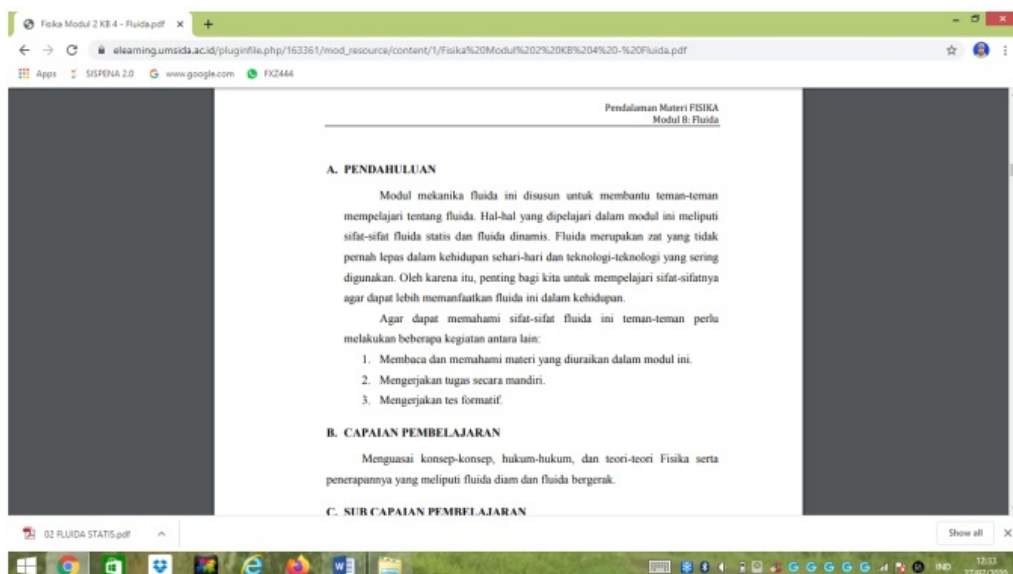 Fisika Modul 2 KB 4 - Fluida.pdf
elearning.umsida.ac.id/pluginfile.php/163361/mod_resource/content/1/Fisika%20Modul%202%20KB%204%20-%20Fluida.pdf
Apps SISPENA 2.0 www.google.com FXZ444
Pendalaman Materi FISIKA
Modul 8: Fluida
A. PENDAHULUAN
Modul mekanika fluida ini disusun untuk membantu teman-teman
mempelajari tentang fluida. Hal-hal yang dipelajari dalam modul ini meliputi
sifat-sifat fluida statis dan fluida dinamis. Fluida merupakan zat yang tidak
pernah lepas dalam kehidupan sehari-hari dan teknologi-teknologi yang sering
digunakan. Oleh karena itu, penting bagi kita untuk mempelajari sifat-sifatnya
agar dapat lebih memanfaatkan fluida ini dalam kehidupan.
Agar dapat memahami sifat-sifat fluida ini teman-teman perlu
melakukan beberapa kegiatan antara lain:
1. Membaca dan memahami materi yang diuraikan dalam modul ini.
2. Mengerjakan tugas secara mandiri.
3. Mengerjakan tes formatif.
B. CAPAIAN PEMBELAJARAN
Menguasai konsep-konsep, hukum-hukum, dan teori-teori Fisika serta
penerapannya yang meliputi fluida diam dan fluida bergerak.
C. SUB CAPAIAN PEMBELAJARAN
02 FLUIDA STATIS.pdf
Show all
IND
12:33
27/02/2020